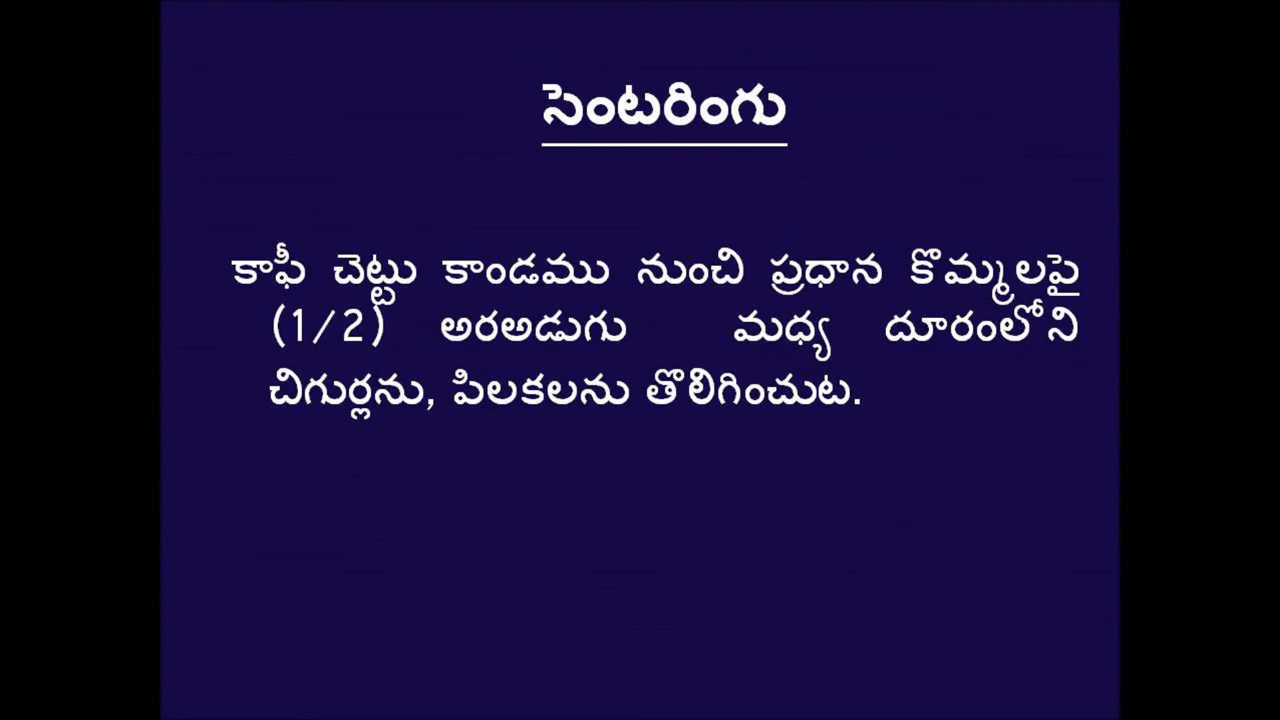 సెంటరింగు
కాఫీ చెట్టు కాండము నుంచి ప్రధాన కొమ్మలపై
(1/2) అరఅడుగు మధ్య దూరంలోని
చిగుర్లను, పిలకలను తొలిగించుట.